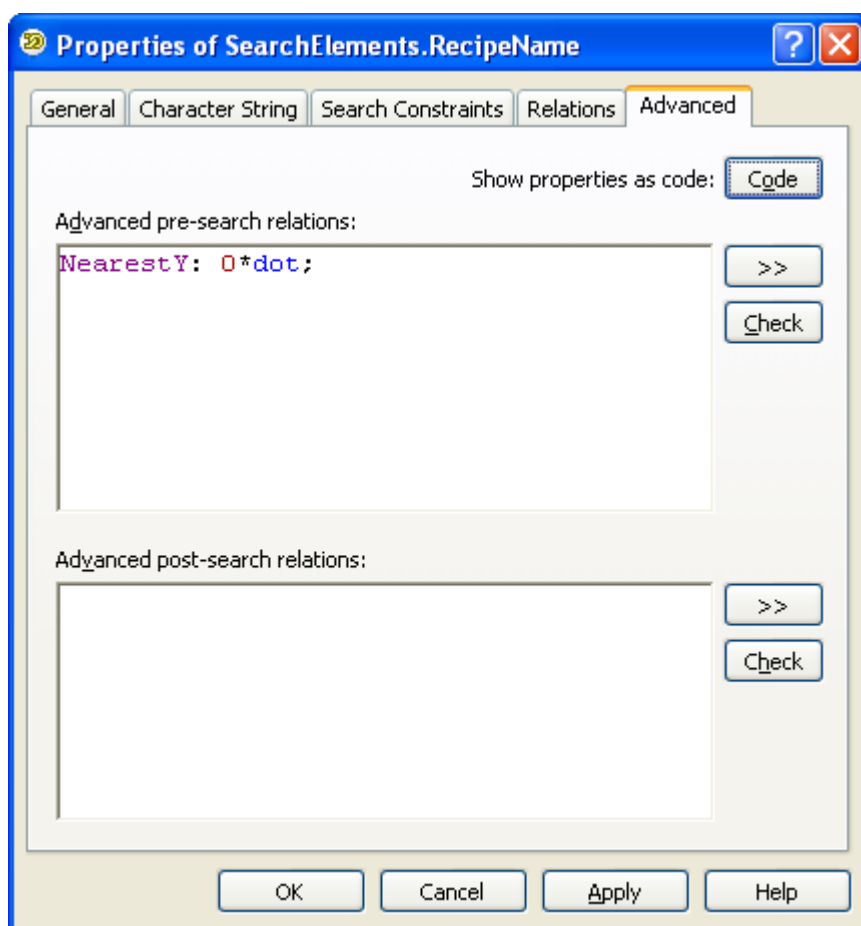 Properties of SearchElements.RecipeName
General Character String Search Constraints Relations Advanced
Show properties as code: Code
Advanced pre-search relations:
NearestY: 0*dot;
>>
Check
Advanced post-search relations:
>>
Check
OK Cancel Apply Help